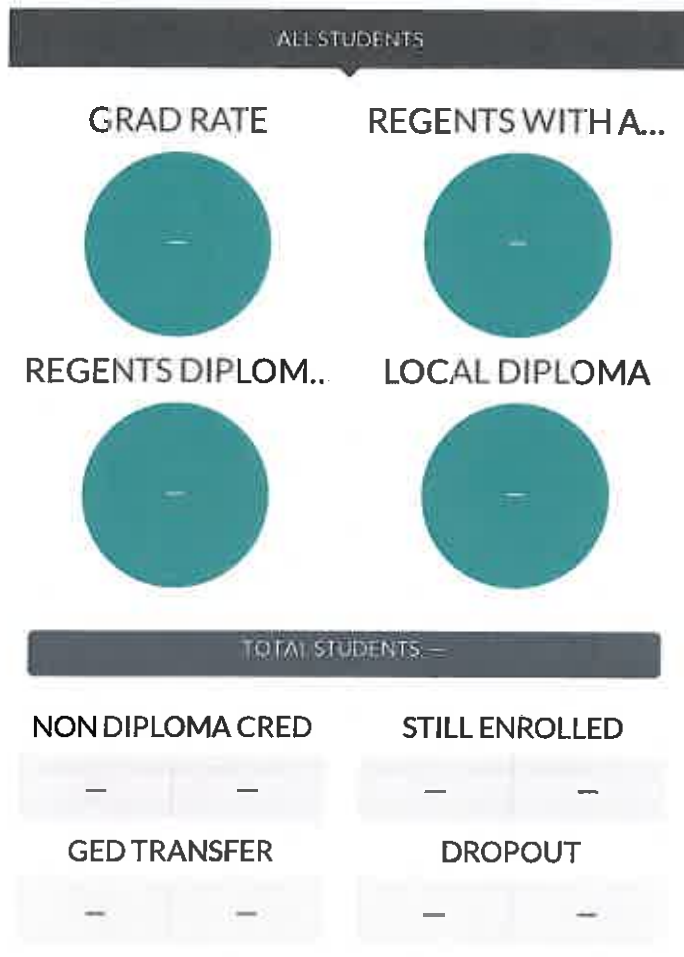 ALL STUDENTS
GRAD RATE REGENTS WITH A...
— —
REGENTS DIPLOM... LOCAL DIPLOMA
— —
TOTAL STUDENTS —
NON DIPLOMA CRED STILL ENROLLED
— — — —
GED TRANSFER DROPOUT
— — — —